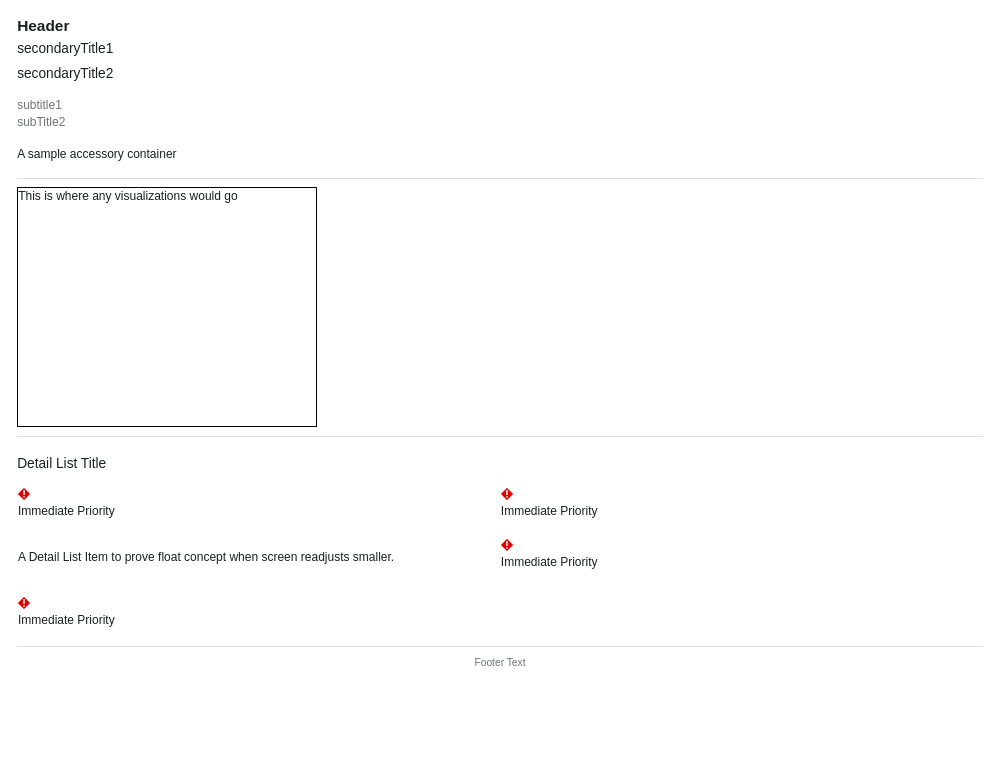 Header
secondaryTitle1
secondaryTitle2
subtitle1
subTitle2
A sample accessory container
This is where any visualizations would go
Detail List Title
Immediate Priority
Immediate Priority
A Detail List Item to prove float concept when screen readjusts smaller.
Immediate Priority
Immediate Priority
Footer Text